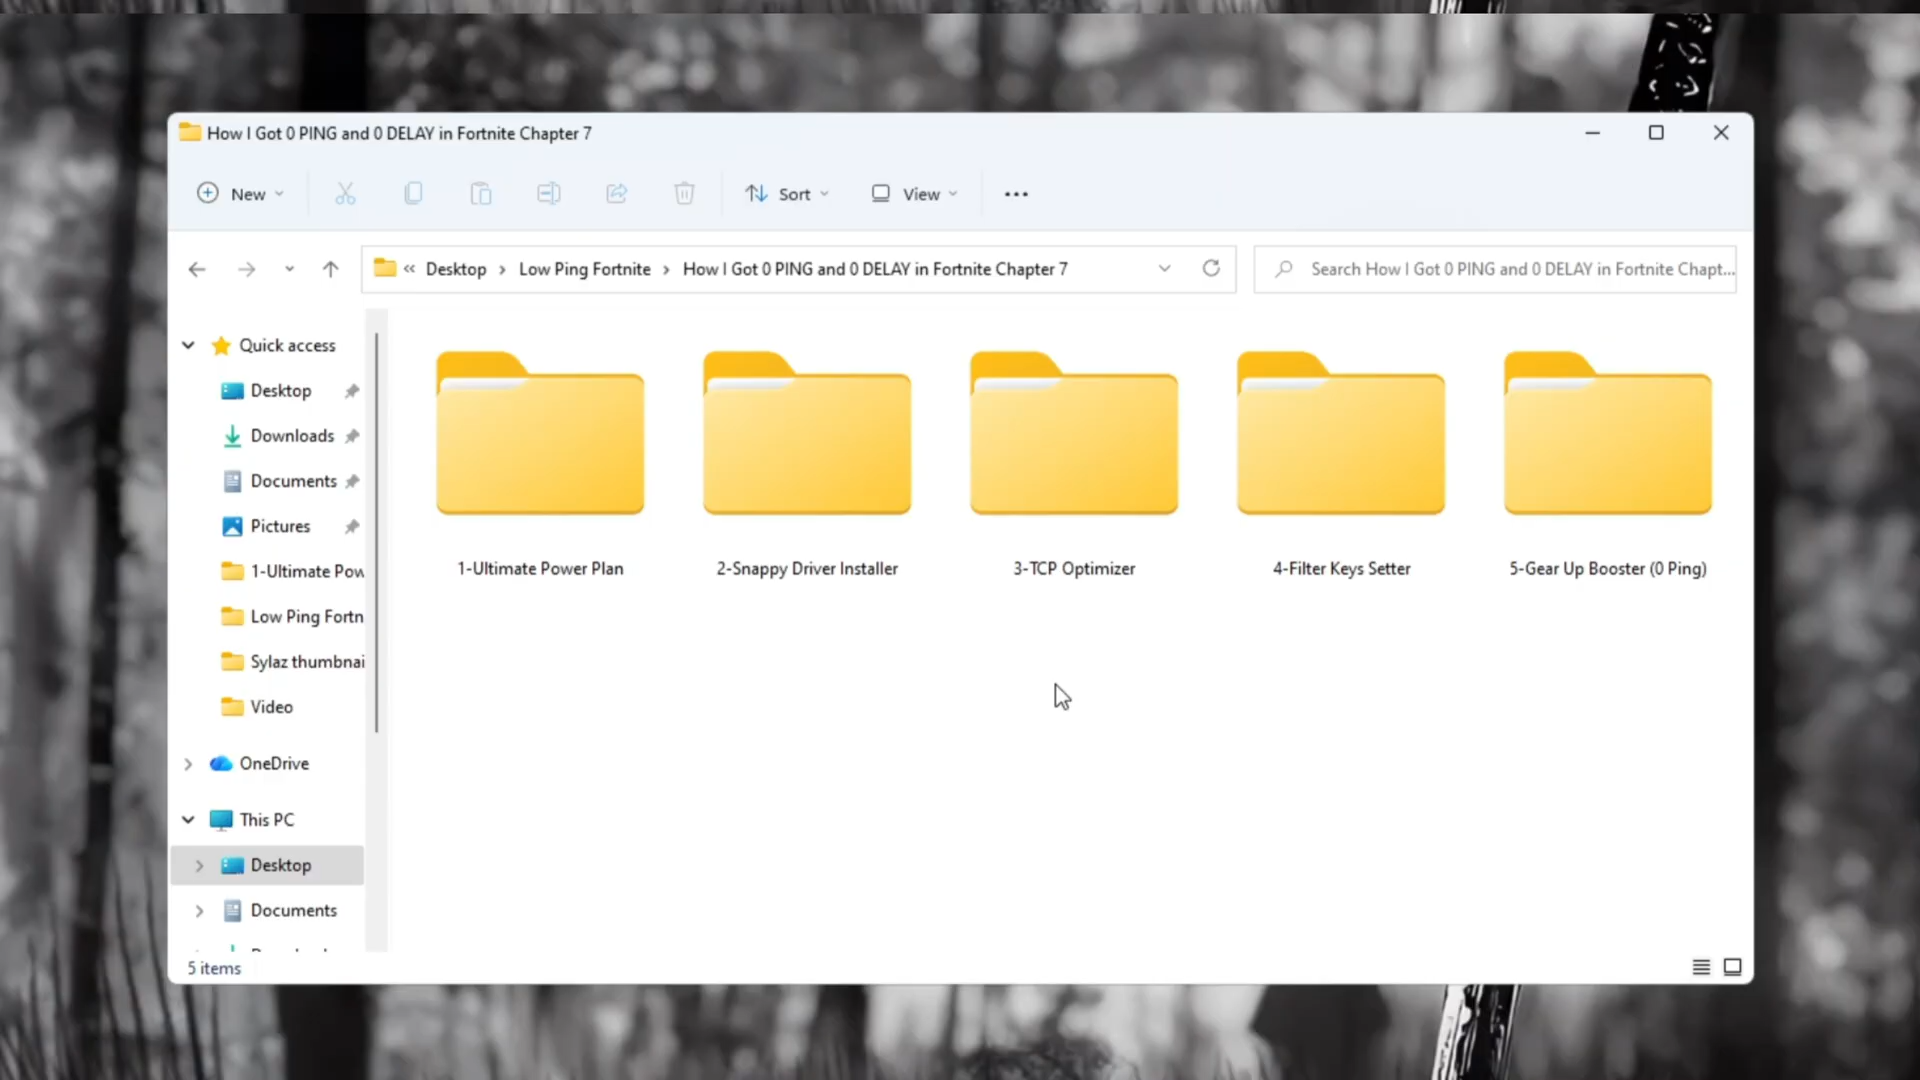 How I Got 0 PING and 0 DELAY in Fortnite Chapter 7
New
Sort
View
Desktop > Low Ping Fortnite > How I Got 0 PING and 0 DELAY in Fortnite Chapter 7
Search How I Got 0 PING and 0 DELAY in Fortnite Chapt...
Quick access
Desktop
Downloads
Documents
Pictures
1-Ultimate Pow
Low Ping Fortn
Sylaz thumbnai
Video
OneDrive
This PC
Desktop
Documents
1-Ultimate Power Plan
2-Snappy Driver Installer
3-TCP Optimizer
4-Filter Keys Setter
5-Gear Up Booster (0 Ping)
5 items